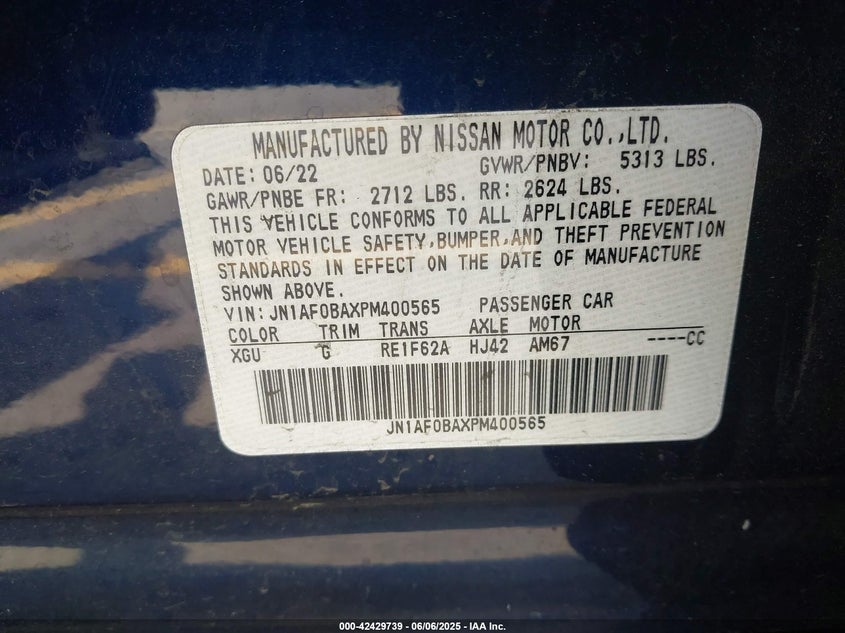 MANUFACTURED BY NISSAN MOTOR CO.,LTD.
DATE: 06/22 GVWR/PNBV: 5313 LBS.
GAWR/PNBE FR: 2712 LBS. RR: 2624 LBS.
THIS VEHICLE CONFORMS TO ALL APPLICABLE FEDERAL
MOTOR VEHICLE SAFETY,BUMPER,AND THEFT PREVENTION
STANDARDS IN EFFECT ON THE DATE OF MANUFACTURE
SHOWN ABOVE.
VIN: JN1AF0BAXPM400565 PASSENGER CAR
COLOR TRIM TRANS AXLE MOTOR
XGU G RE1F62A HJ42 AM67 ----CC
JN1AF0BAXPM400565
000-42429739 - 06/06/2025 - IAA Inc.